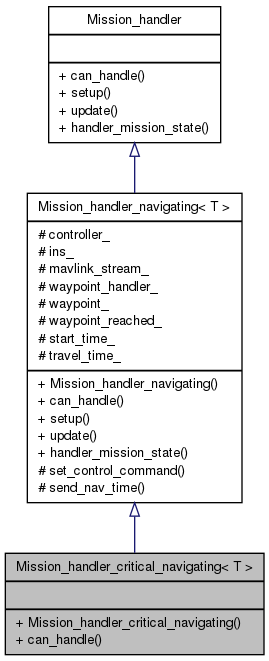 Mission_handler
+ can_handle()
+ setup()
+ update()
+ handler_mission_state()
Mission_handler_navigating< T >
# controller_
# ins_
# mavlink_stream_
# waypoint_handler_
# waypoint_
# waypoint_reached_
# start_time_
# travel_time_
+ Mission_handler_navigating()
+ can_handle()
+ setup()
+ update()
+ handler_mission_state()
# set_control_command()
# send_nav_time()
Mission_handler_critical_navigating< T >
+ Mission_handler_critical_navigating()
+ can_handle()